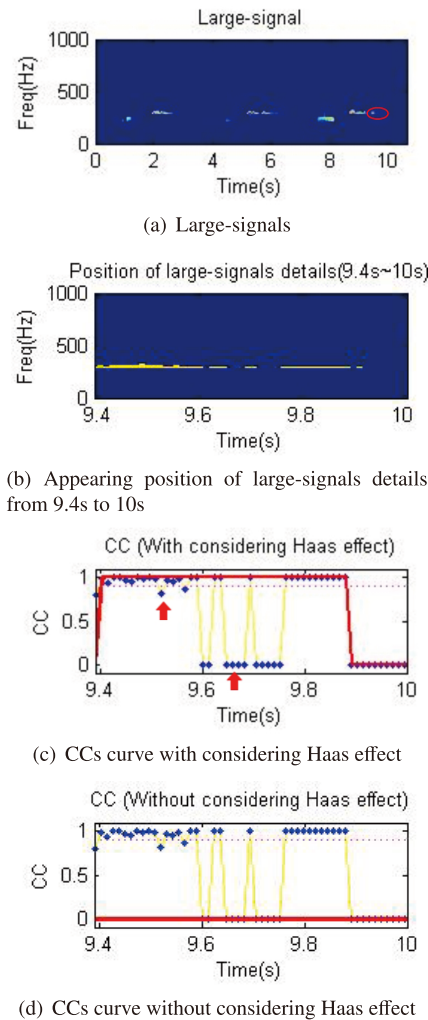 Large-signal
1000
500
0
Freq(Hz)
0 2 4 6 8 10
Time(s)
(a) Large-signals
Position of large-signals details(9.4s~10s)
1000
500
0
Freq(Hz)
9.4 9.6 9.8 10
Time(s)
(b) Appearing position of large-signals details
from 9.4s to 10s
CC (With considering Haas effect)
1
0.5
0
CC
9.4 9.6 9.8 10
Time(s)
(c) CCs curve with considering Haas effect
CC (Without considering Haas effect)
1
0.5
0
CC
9.4 9.6 9.8 10
Time(s)
(d) CCs curve without considering Haas effect